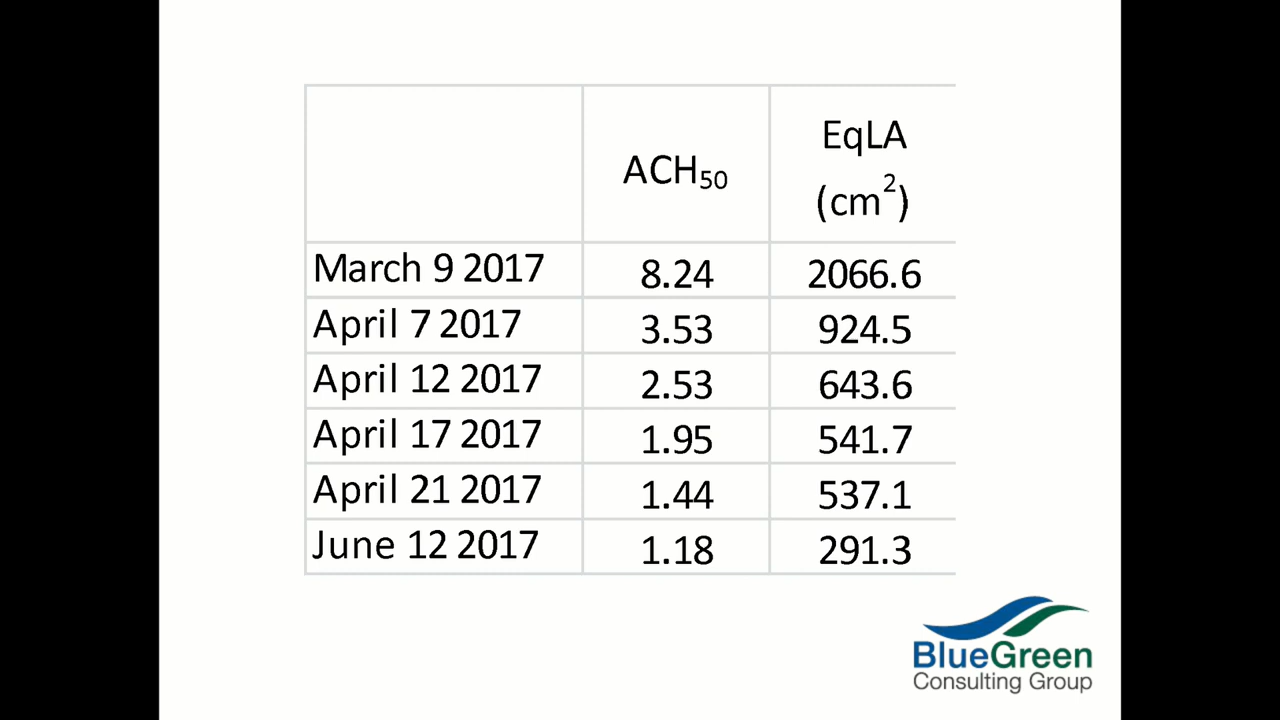 ACH50 EqLA (cm²)
March 9 2017 8.24 2066.6
April 7 2017 3.53 924.5
April 12 2017 2.53 643.6
April 17 2017 1.95 541.7
April 21 2017 1.44 537.1
June 12 2017 1.18 291.3
BlueGreen
Consulting Group